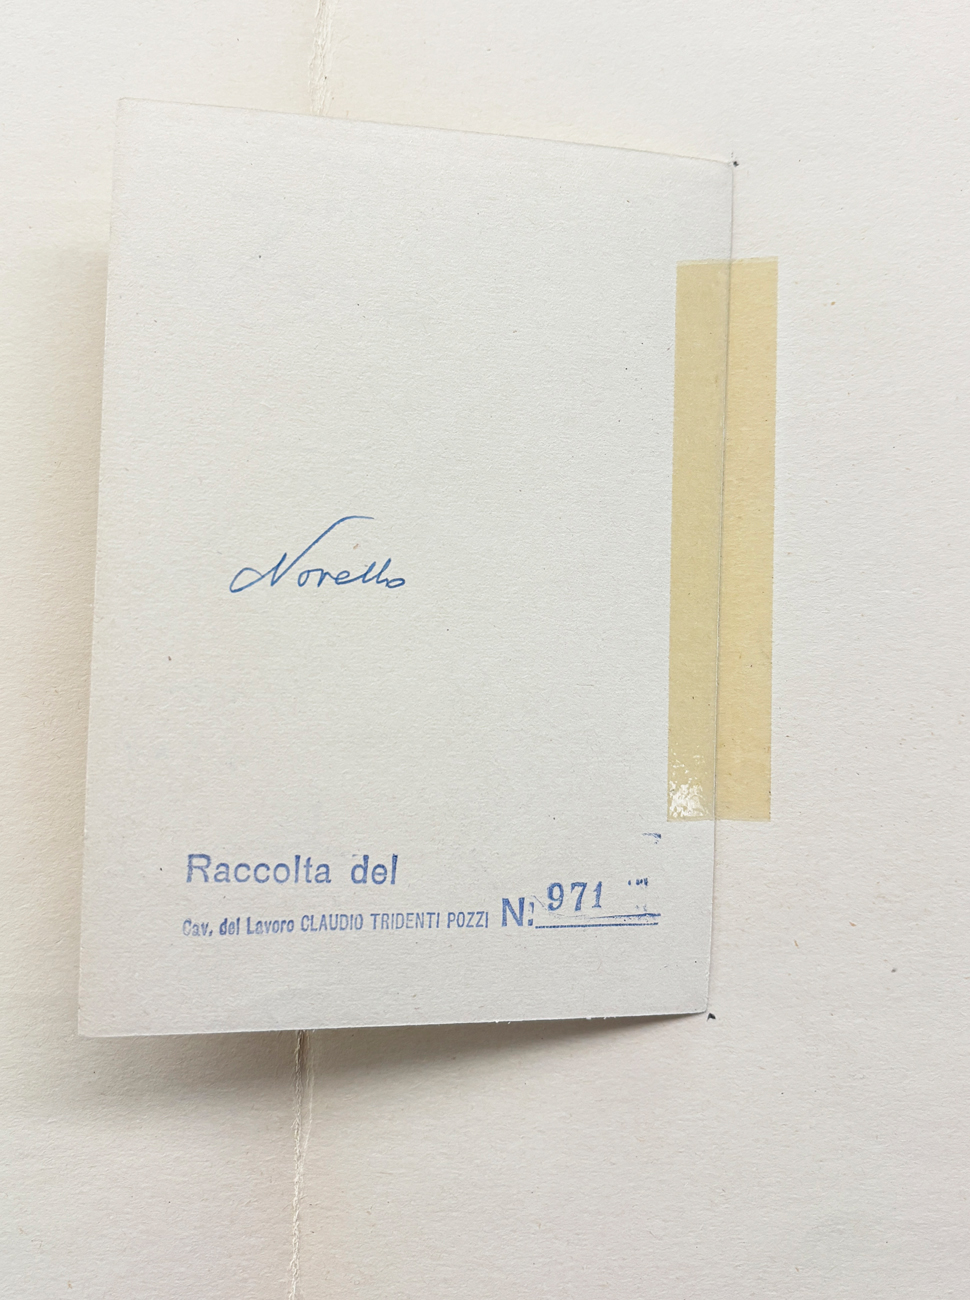 Novello
Raccolta del
Cav. del Lavoro CLAUDIO TRIDENTI POZZI N: 971